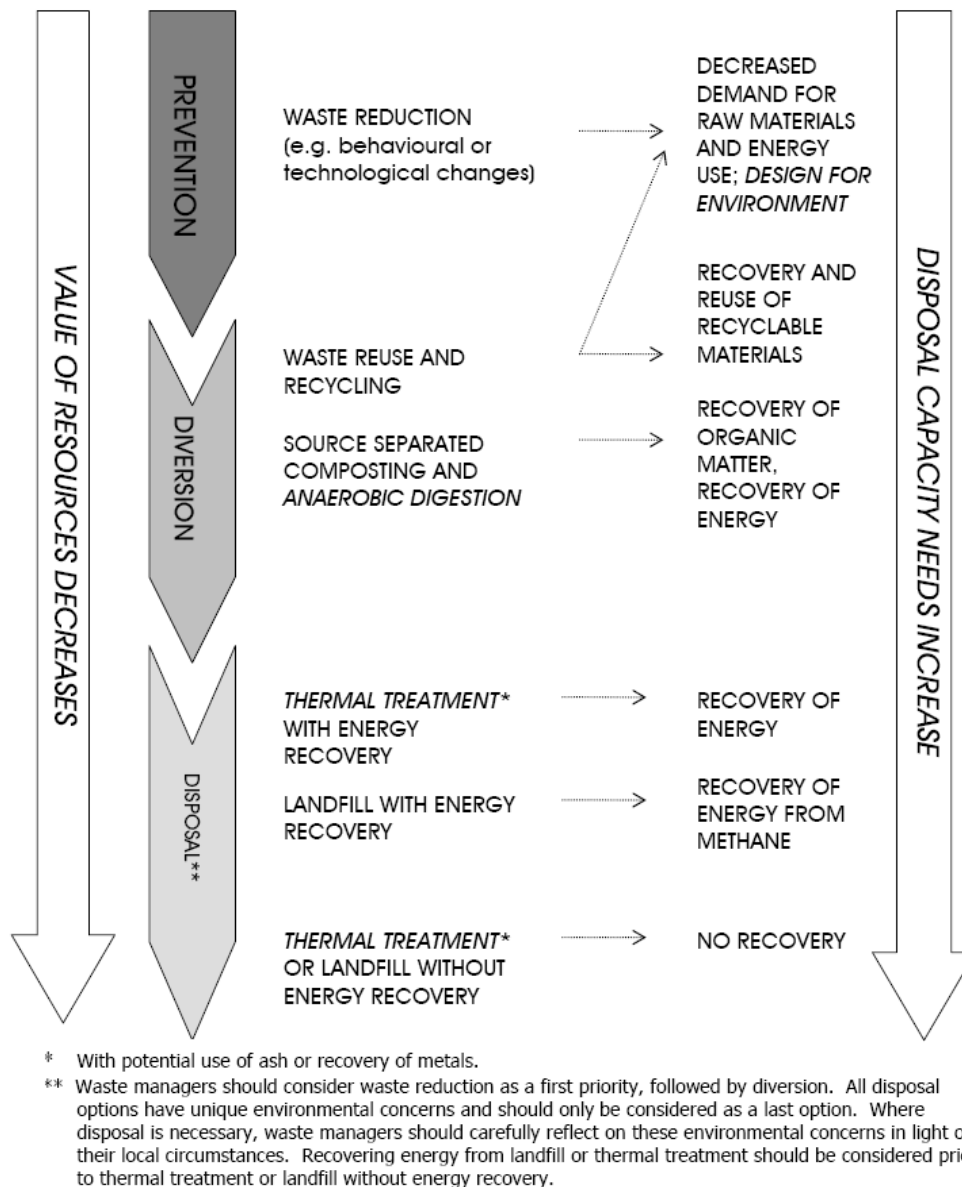 VALUE OF RESOURCES DECREASES
PREVENTION
WASTE REDUCTION
(e.g. behavioural or
technological changes)
DECREASED
DEMAND FOR
RAW MATERIALS
AND ENERGY
USE; DESIGN FOR
ENVIRONMENT
DIVERSION
WASTE REUSE AND
RECYCLING
RECOVERY AND
REUSE OF
RECYCLABLE
MATERIALS
SOURCE SEPARATED
COMPOSTING AND
ANAEROBIC DIGESTION
RECOVERY OF
ORGANIC
MATTER,
RECOVERY OF
ENERGY
DISPOSAL**
THERMAL TREATMENT*
WITH ENERGY
RECOVERY
RECOVERY OF
ENERGY
LANDFILL WITH ENERGY
RECOVERY
RECOVERY OF
ENERGY FROM
METHANE
THERMAL TREATMENT*
OR LANDFILL WITHOUT
ENERGY RECOVERY
NO RECOVERY
DISPOSAL CAPACITY NEEDS INCREASE
* With potential use of ash or recovery of metals.
** Waste managers should consider waste reduction as a first priority, followed by diversion. All disposal
options have unique environmental concerns and should only be considered as a last option. Where
disposal is necessary, waste managers should carefully reflect on these environmental concerns in light
their local circumstances. Recovering energy from landfill or thermal treatment should be considered
to thermal treatment or landfill without energy recovery.